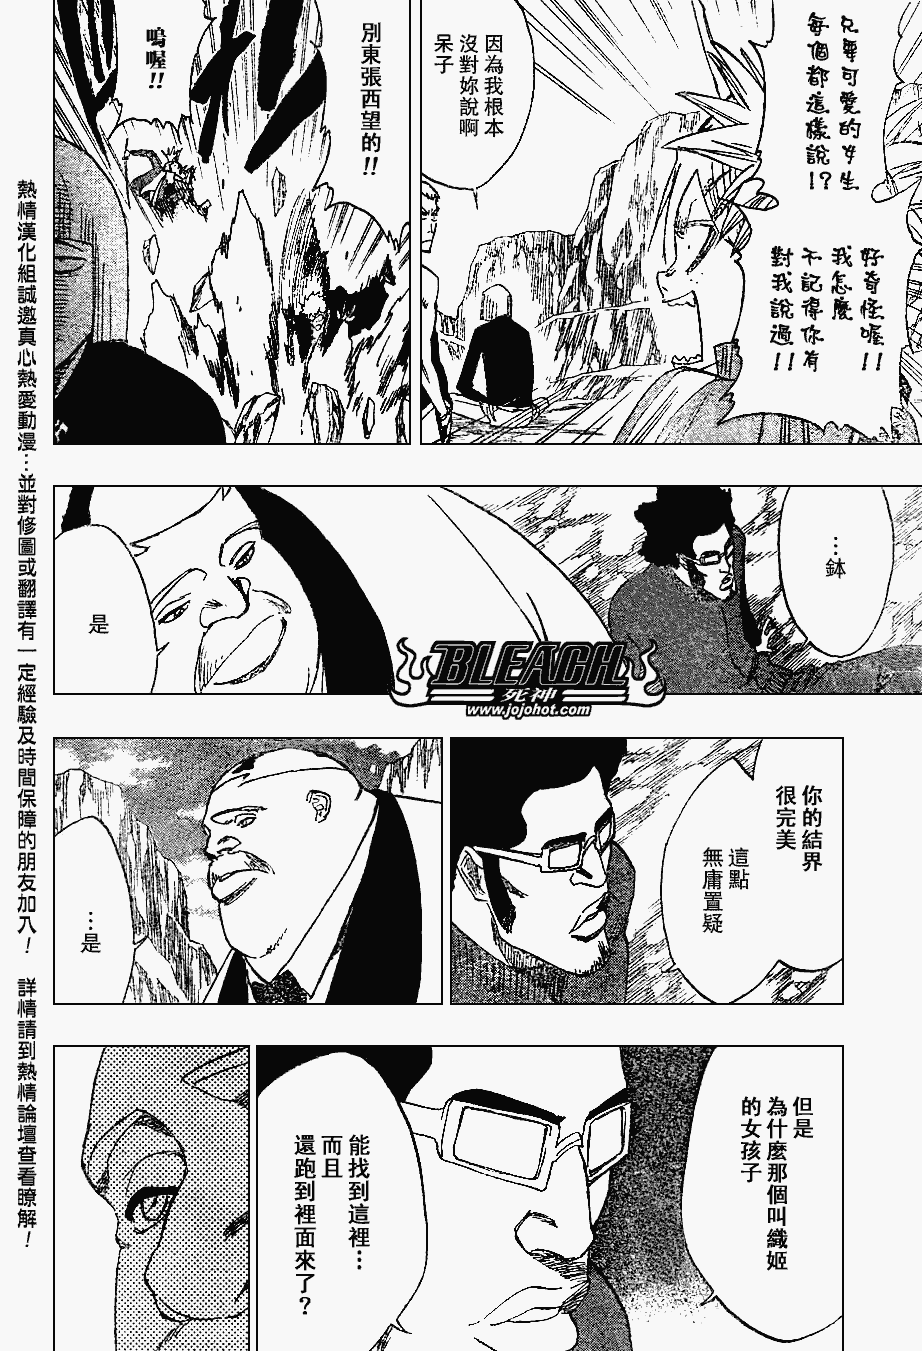 只要可愛的女生
每個都這樣說!?
好奇怪喔!!
我怎麼
不記得你有
對我說過!!
因為我根本
沒對妳說啊
呆子
別東張西望的!!
嗚喔!!
…鉢
是
BLEACH
死神
www.jojohot.com
你的結界
很完美
這點
無庸置疑
…是
但是
為什麼那個叫織姬
的女孩子
能找到這裡…
而且
還跑到裡面來了？
熱情漢化組誠邀真心熱愛動漫…並對修圖或翻譯有一定經驗及時間保障的朋友加入！ 詳情請到熱情論壇查看瞭解！